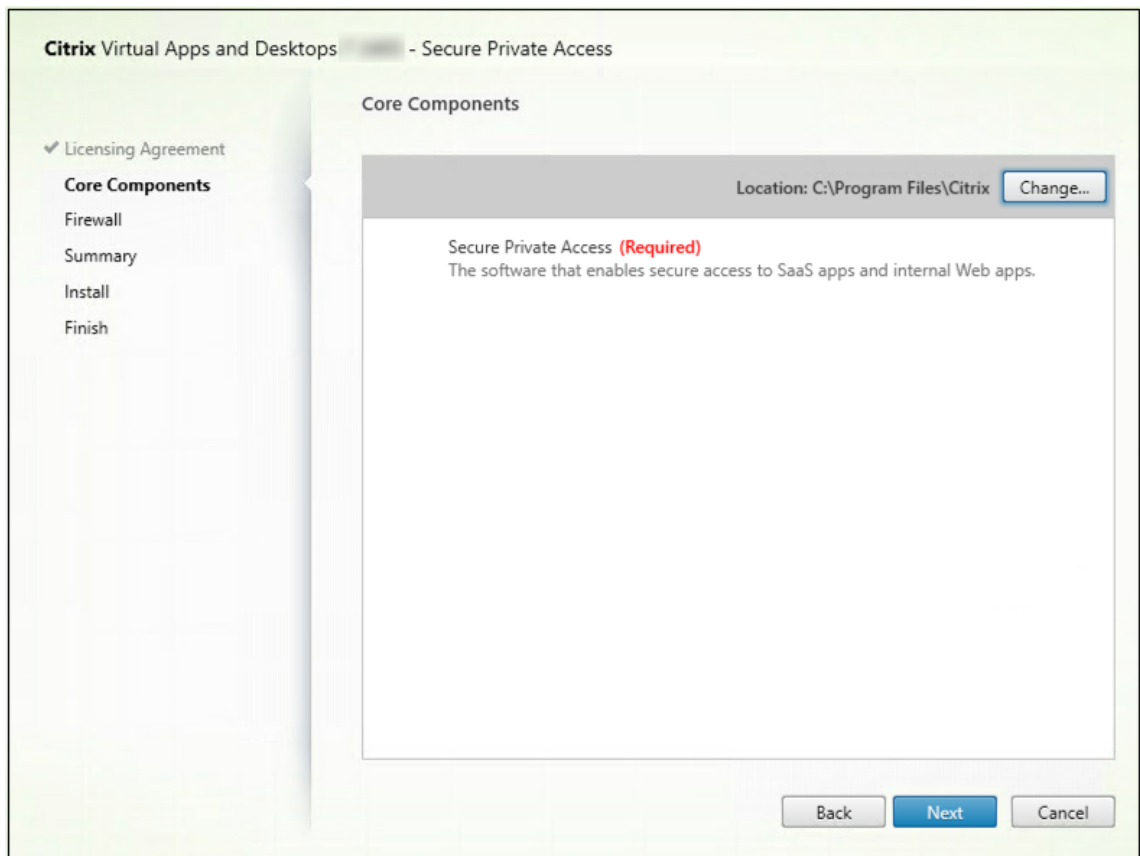 Citrix Virtual Apps and Desktops - Secure Private Access
Core Components
Licensing Agreement
Core Components
Firewall
Summary
Install
Finish
Location: C:\Program Files\Citrix
Change...
Secure Private Access (Required)
The software that enables secure access to SaaS apps and internal Web apps.
Back
Next
Cancel